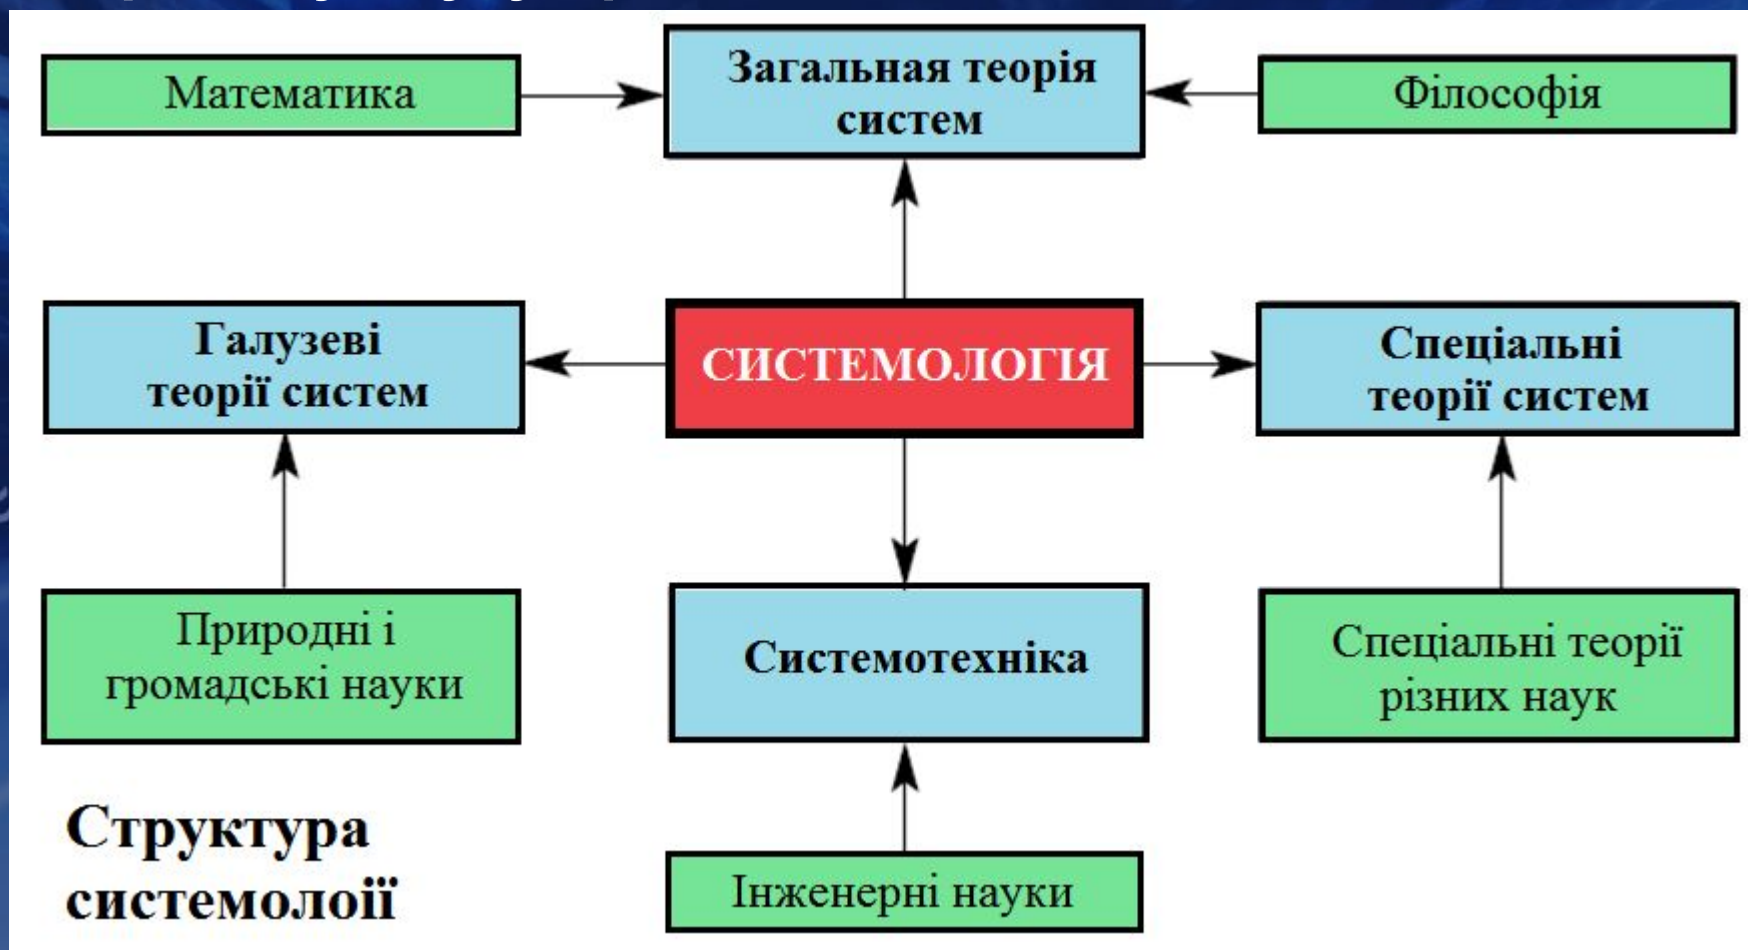 Математика
Загальная теорія
систем
Філософія
Галузеві
теорії систем
СИСТЕМОЛОГІЯ
Спеціальні
теорії систем
Природні і
громадські науки
Системотехніка
Спеціальні теорії
різних наук
Структура
системолоії
Інженерні науки